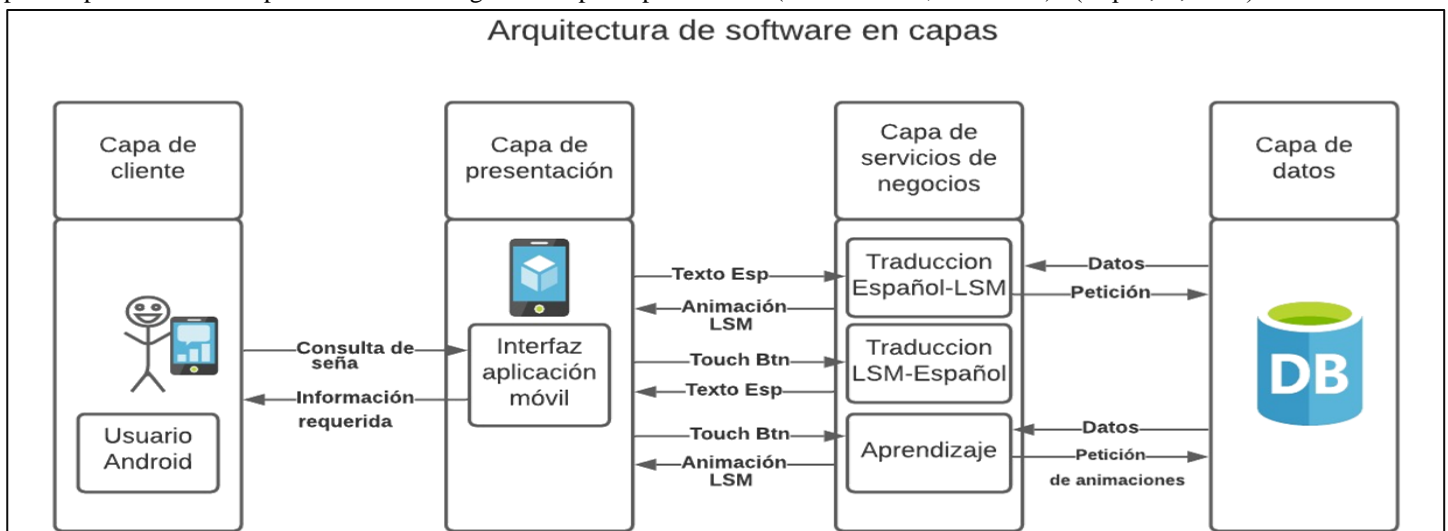 Arquitectura de software en capas
Capa de
cliente
Capa de
presentación
Capa de
servicios de
negocios
Capa de
datos
Usuario
Android
Consulta de
seña
Información
requerida
Interfaz
aplicación
móvil
Texto Esp
Animación
LSM
Touch Btn
Texto Esp
Touch Btn
Animación
LSM
Traduccion
Español-LSM
Traduccion
LSM-Español
Aprendizaje
Datos
Petición
Datos
Petición
de animaciones
DB